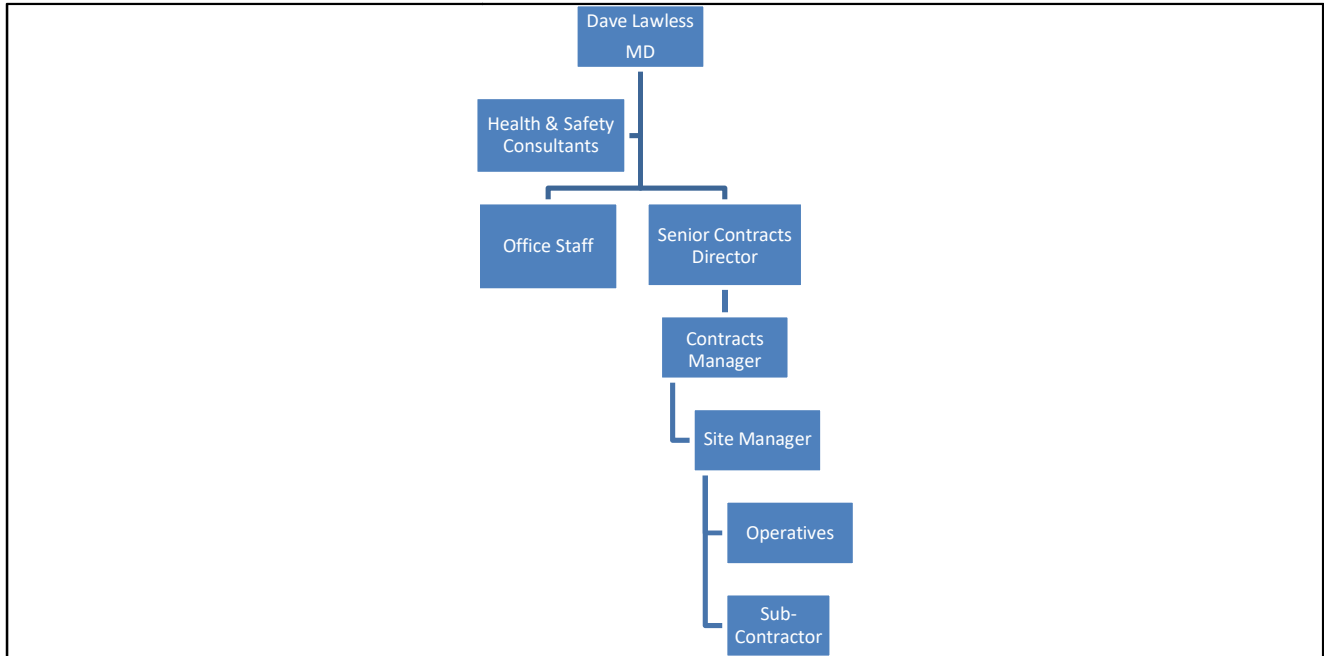 Dave Lawless
MD
Health & Safety
Consultants
Office Staff
Senior Contracts
Director
Contracts
Manager
Site Manager
Operatives
Sub-
Contractor